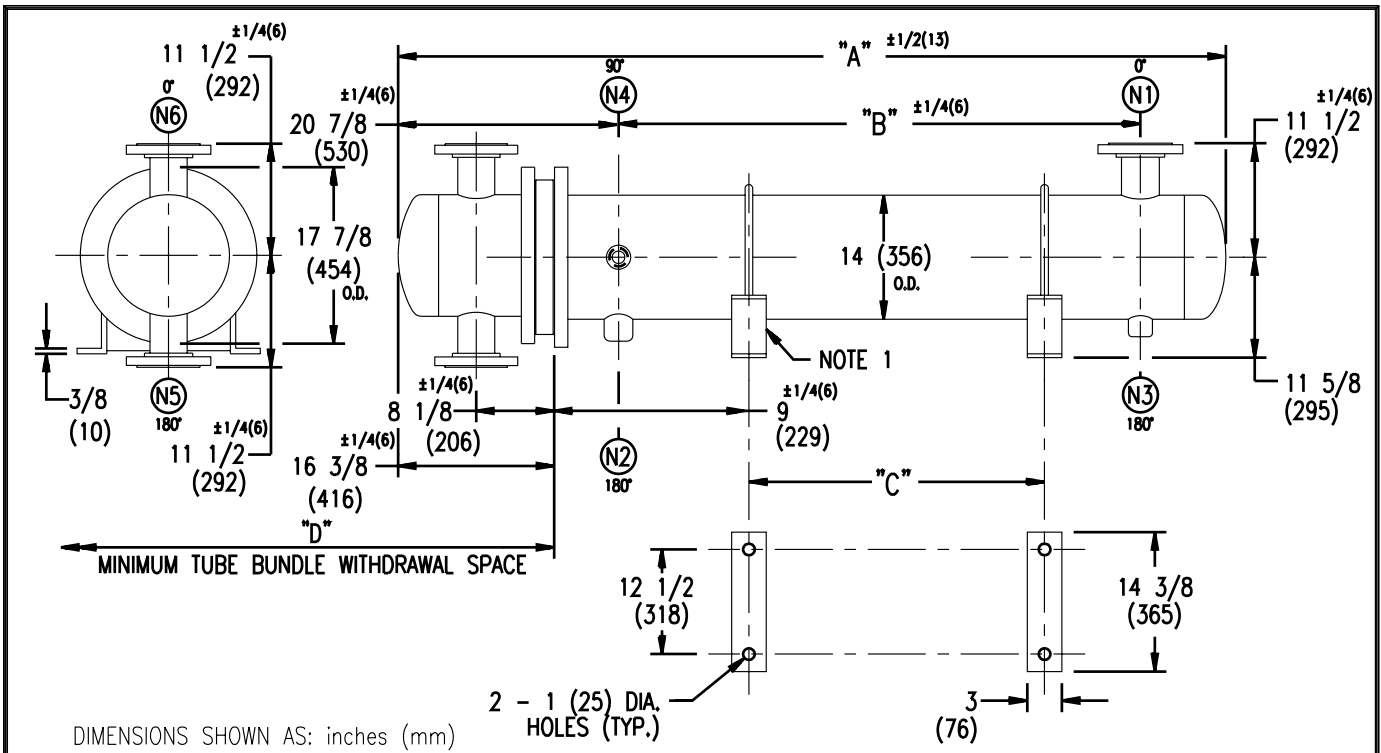 ±1/4(6)
11 1/2
(292)
0°
N6
"A" ±1/2(13)
90°
N4
0°
N1
±1/4(6)
20 7/8
(530)
"B" ±1/4(6)
±1/4(6)
11 1/2
(292)
17 7/8
(454)
O.D.
14 (356)
O.D.
NOTE 1
3/8
(10)
N5
180°
±1/4(6)
11 1/2
(292)
±1/4(6)
8 1/8
(206)
±1/4(6)
9
(229)
N3
180°
11 5/8
(295)
±1/4(6)
16 3/8
(416)
N2
180°
"C"
"D"
MINIMUM TUBE BUNDLE WITHDRAWAL SPACE
12 1/2
(318)
14 3/8
(365)
2 - 1 (25) DIA.
HOLES (TYP.)
3
(76)
DIMENSIONS SHOWN AS: inches (mm)